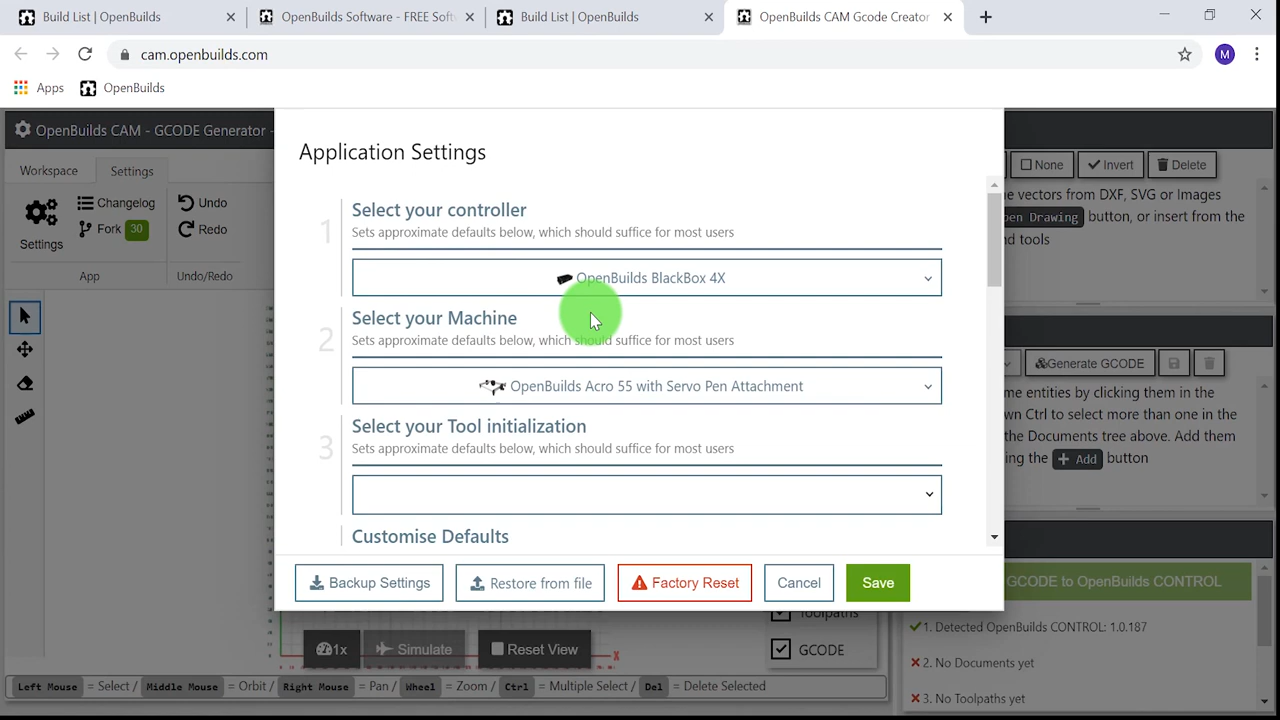 Build List | OpenBuilds
OpenBuilds Software - FREE Soft
Build List | OpenBuilds
OpenBuilds CAM Gcode Creator
cam.openbuilds.com
M
Apps
OpenBuilds
OpenBuilds CAM - GCODE Generator -
Workspace
Settings
Settings
Changelog
Fork 30
App
Undo
Redo
Undo/Redo
Application Settings
1
Select your controller
Sets approximate defaults below, which should suffice for most users
OpenBuilds BlackBox 4X
2
Select your Machine
Sets approximate defaults below, which should suffice for most users
OpenBuilds Acro 55 with Servo Pen Attachment
3
Select your Tool initialization
Sets approximate defaults below, which should suffice for most users
Customise Defaults
Backup Settings
Restore from file
Factory Reset
Cancel
Save
None
Invert
Delete
e vectors from DXF, SVG or Images
pen Drawing button, or insert from the
nd tools
Generate GCODE
me entities by clicking them in the
wn Ctrl to select more than one in the
the Documents tree above. Add them
ing the + Add button
GCODE to OpenBuilds CONTROL
1. Detected OpenBuilds CONTROL: 1.0.187
2. No Documents yet
3. No Toolpaths yet
Toolpaths
GCODE
1x
Simulate
Reset View
X
Left Mouse = Select / Middle Mouse = Orbit / Right Mouse = Pan / Wheel = Zoom / Ctrl = Multiple Select / Del = Delete Selected